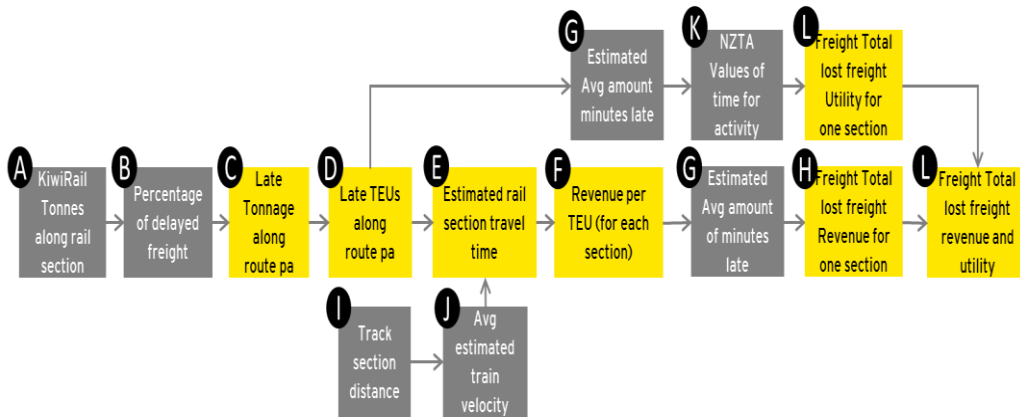 G
Estimated
Avg amount
minutes late
K
NZTA
Values of
time for
activity
L
Freight Total
lost freight
Utility for
one section
A
KiwiRail
Tonnes
along rail
section
B
Percentage
of delayed
freight
C
Late
Tonnage
along
route pa
D
Late TEUs
along
route pa
E
Estimated rail
section travel
time
F
Revenue per
TEU (for each
section)
G
Estimated
Avg amount
of minutes
late
H
Freight Total
lost freight
Revenue for
one section
L
Freight Total
lost freight
revenue and
utility
I
Track
section
distance
J
Avg
estimated
train
velocity